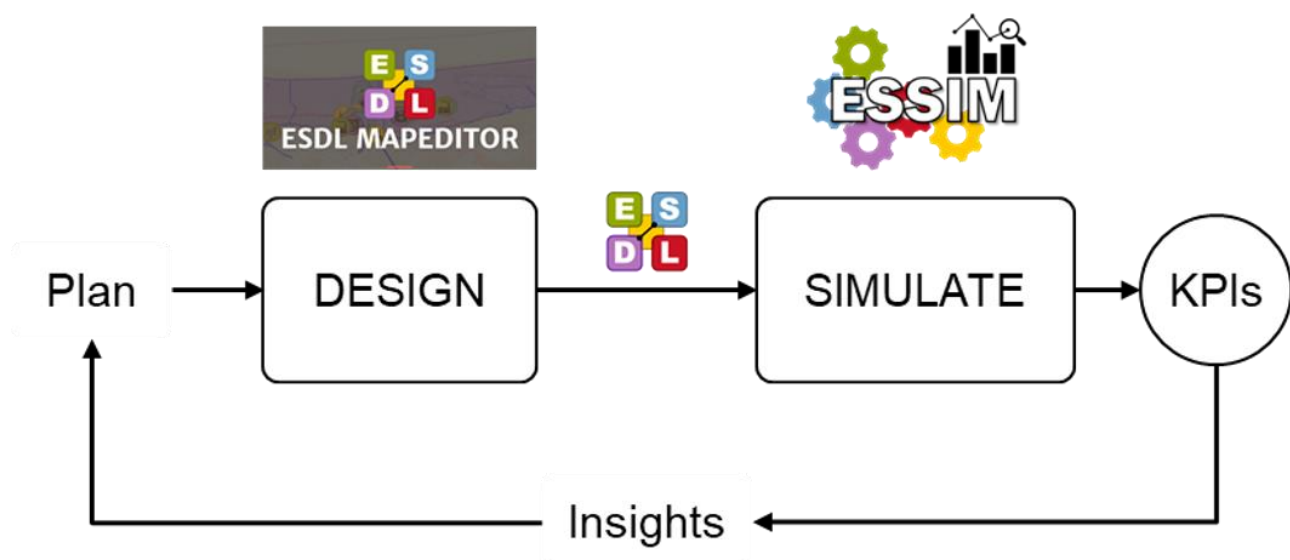 E S
D L
ESDL MAPEDITOR
ESSIM
E S
D L
Plan
DESIGN
SIMULATE
KPIs
Insights